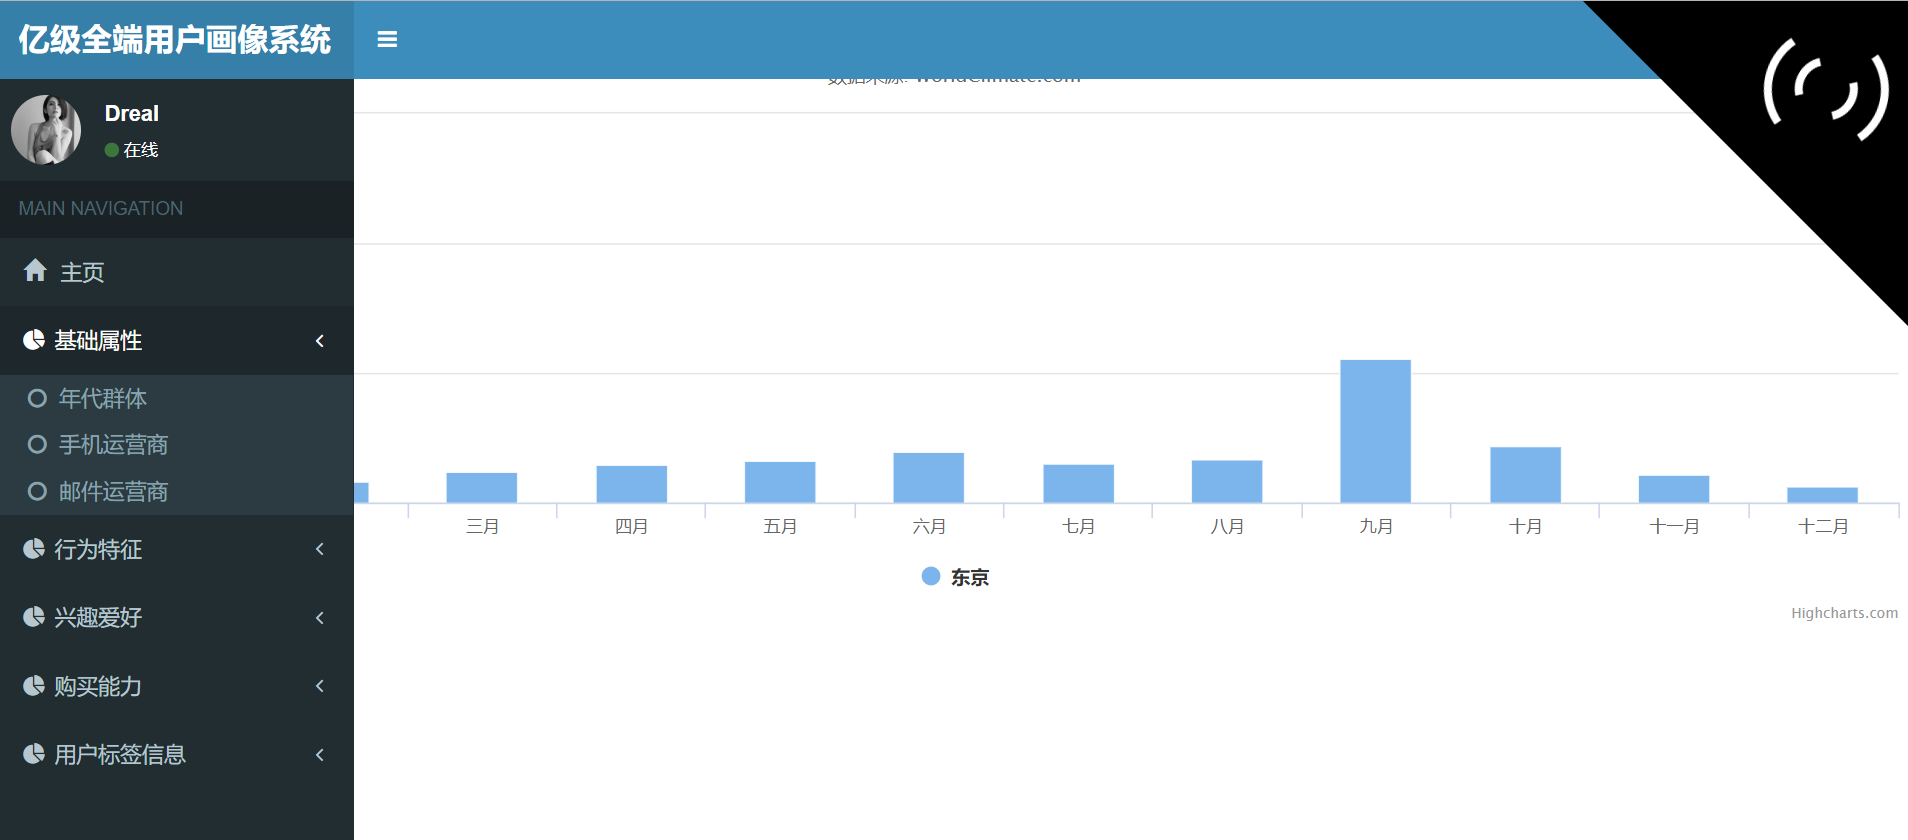 亿级全端用户画像系统
数据来源: WorldClimate.com
Dreal
在线
MAIN NAVIGATION
主页
基础属性
年代群体
手机运营商
邮件运营商
行为特征
兴趣爱好
购买能力
用户标签信息
三月 四月 五月 六月 七月 八月 九月 十月 十一月 十二月
东京
Highcharts.com